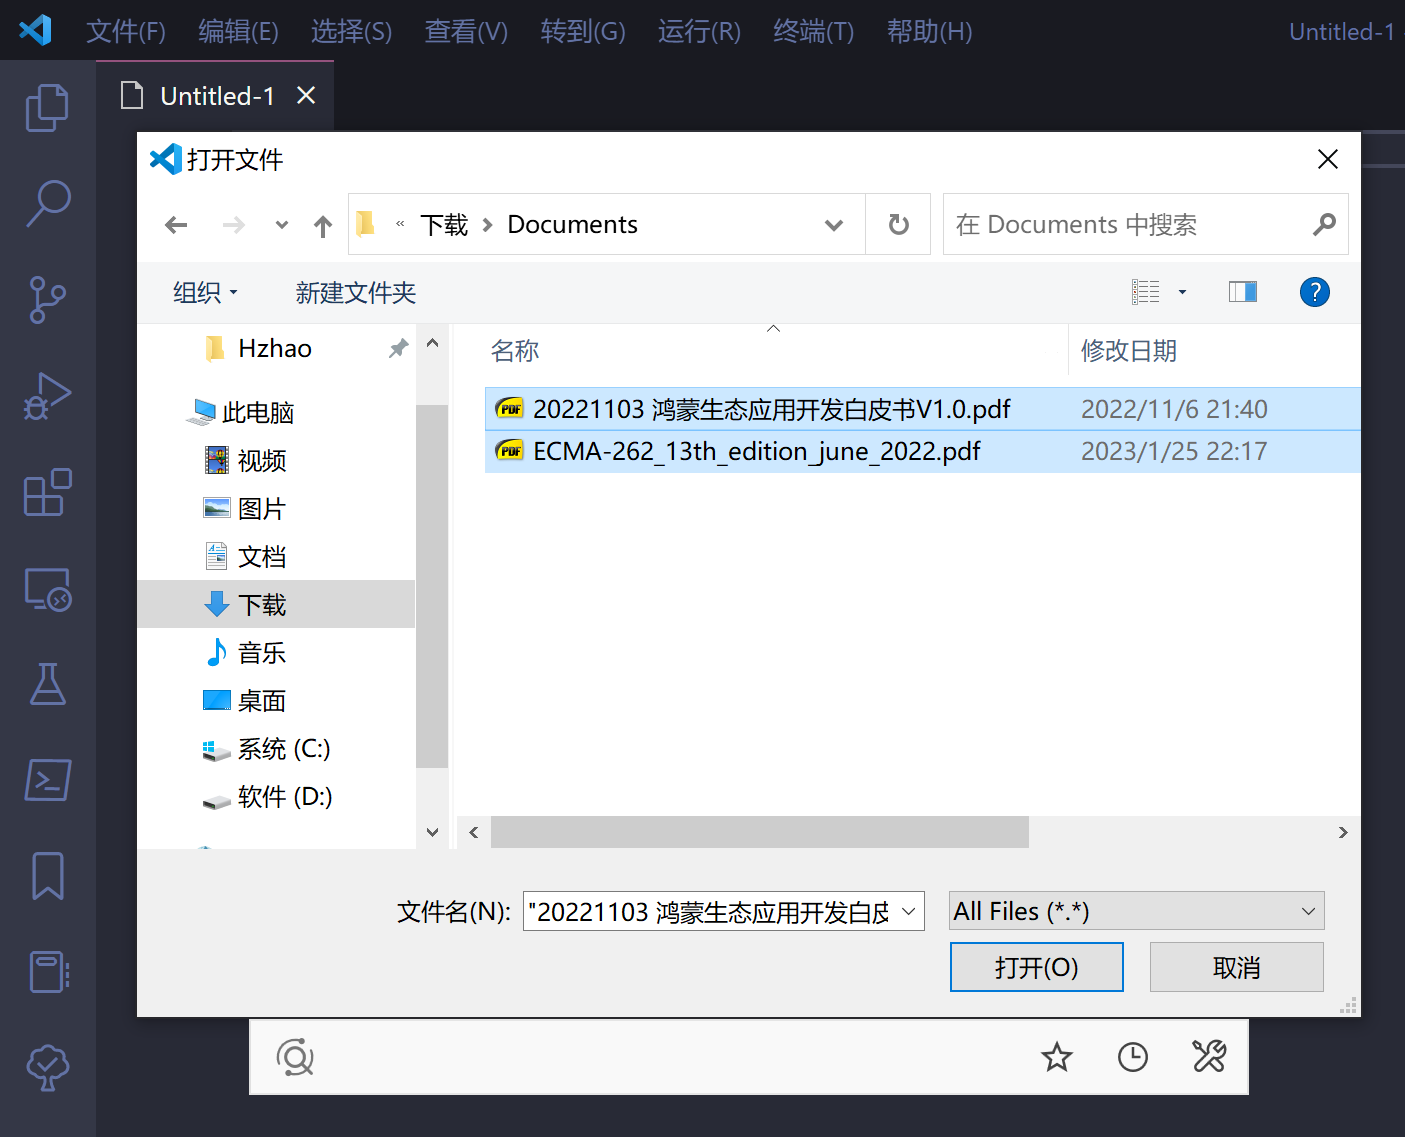 文件(F) 编辑(E) 选择(S) 查看(V) 转到(G) 运行(R) 终端(T) 帮助(H) Untitled-1
Untitled-1
打开文件
« 下载 > Documents
在 Documents 中搜索
组织 新建文件夹
?
Hzhao
此电脑
视频
图片
文档
下载
音乐
桌面
系统 (C:)
软件 (D:)
名称 修改日期
PDF 20221103 鸿蒙生态应用开发白皮书V1.0.pdf 2022/11/6 21:40
PDF ECMA-262_13th_edition_june_2022.pdf 2023/1/25 22:17
文件名(N): "20221103 鸿蒙生态应用开发白皮 All Files (*.*)
打开(O) 取消